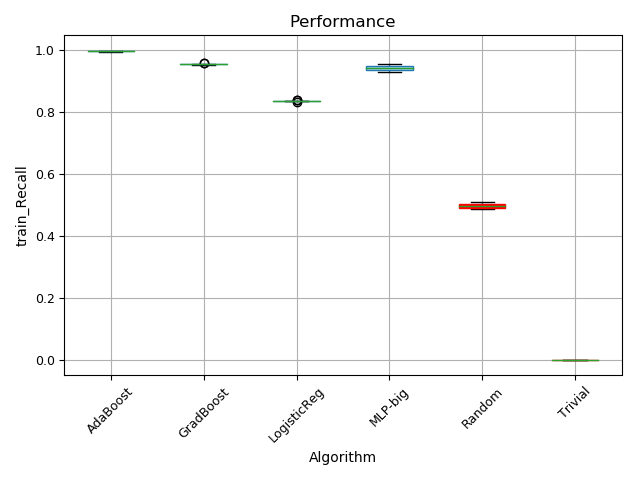 Performance
train_Recall
1.0
0.8
0.6
0.4
0.2
0.0
AdaBoost
GradBoost
LogisticReg
MLP-big
Random
Trivial
Algorithm